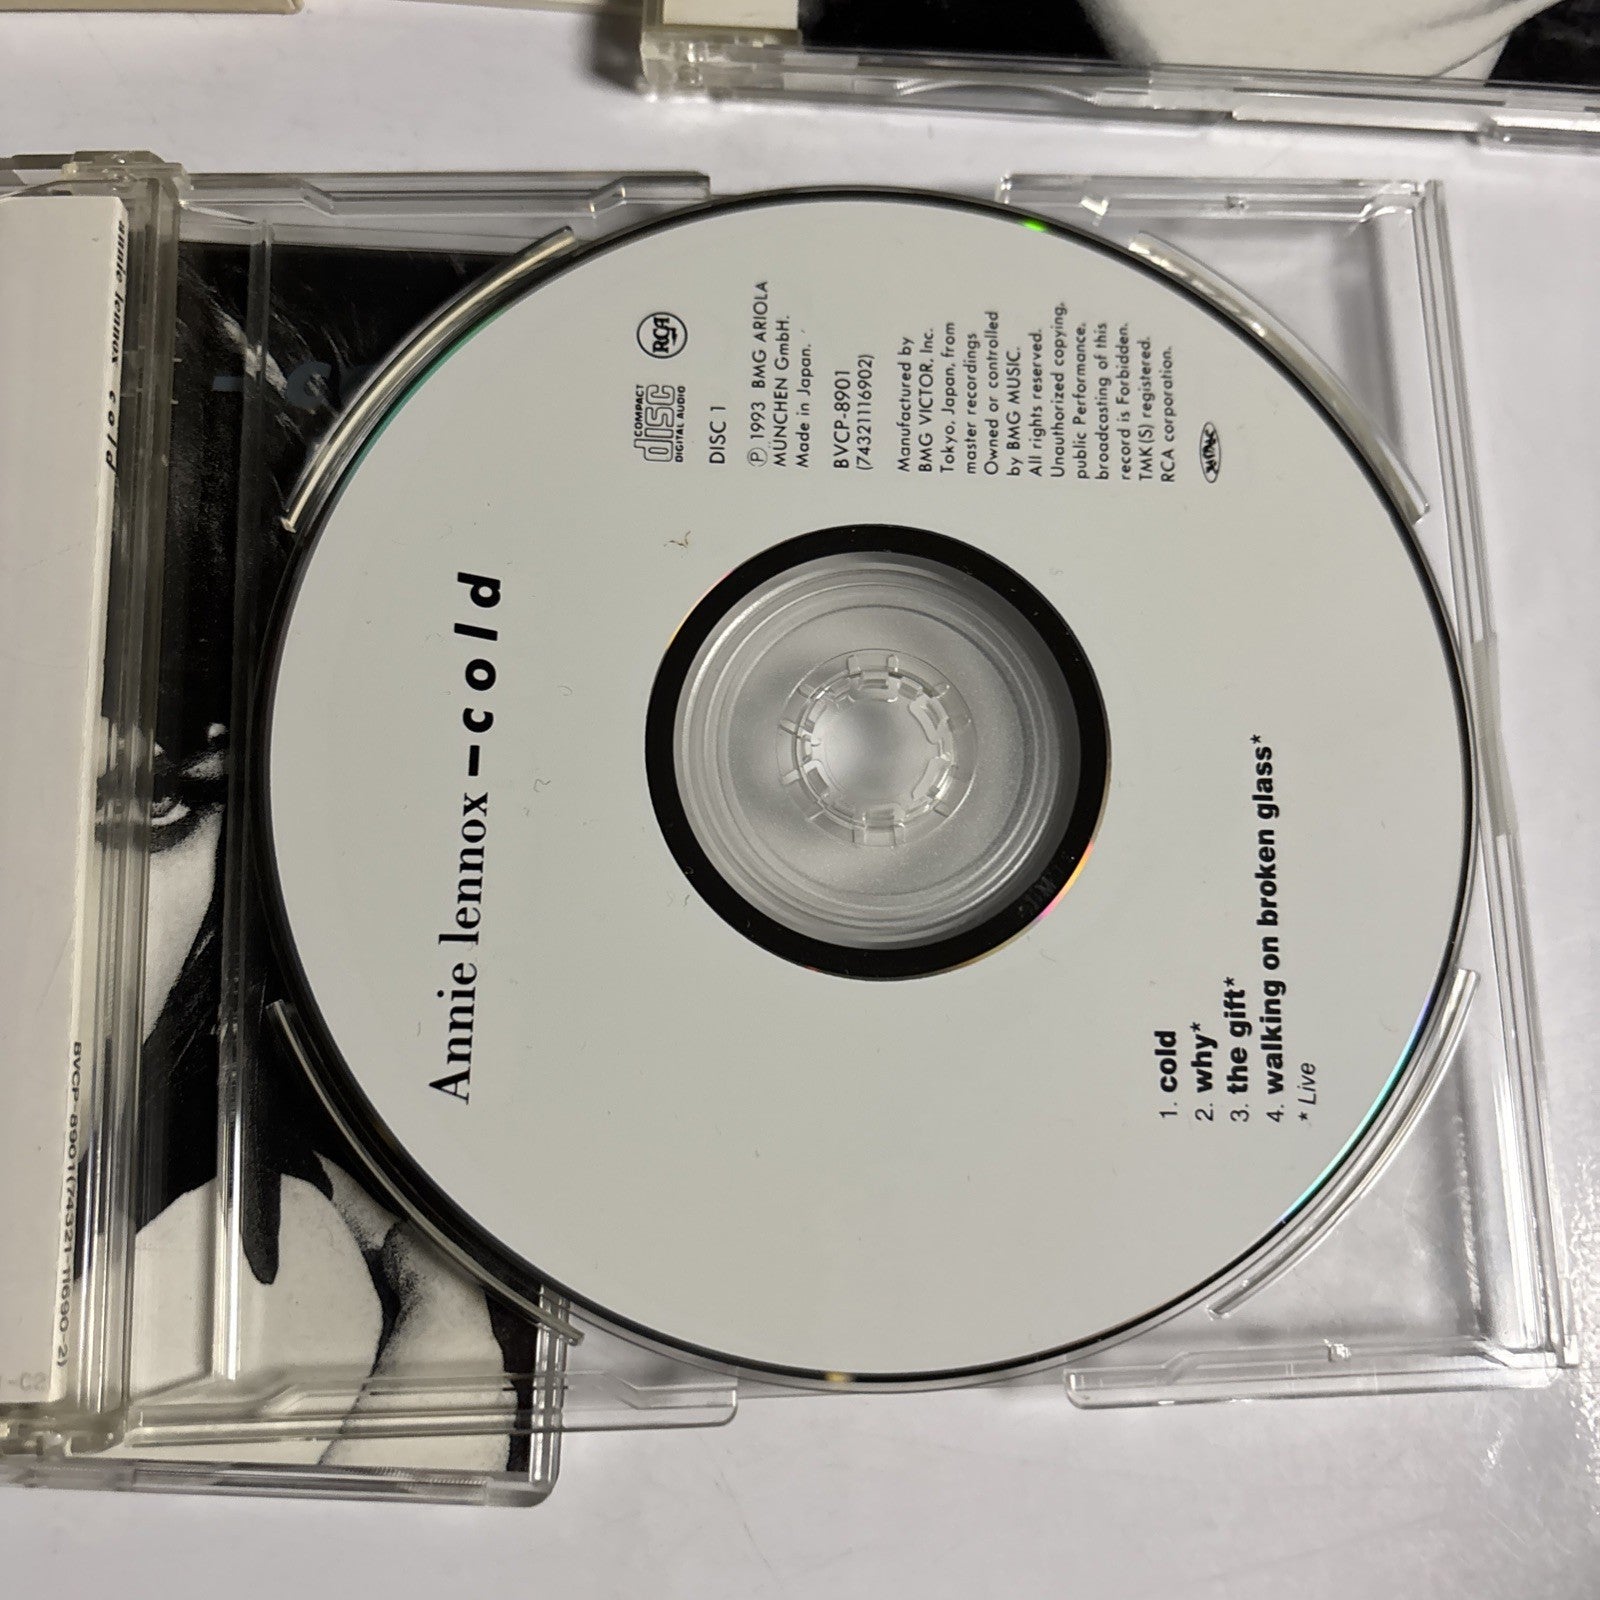 annie lennox cold
BVCP-8901(74321-11690-2)
Annie lennox – cold
COMPACT
disc
DIGITAL AUDIO
RCA
DISC 1
Ⓟ 1993 BMG ARIOLA
MÜNCHEN GmbH.
Made in Japan.
BVCP-8901
(74321116902)
Manufactured by
BMG VICTOR, Inc.
Tokyo, Japan, from
master recordings
Owned or controlled
by BMG MUSIC.
All rights reserved.
Unauthorized copying,
public Performance,
broadcasting of this
record is Forbidden.
TMK(S) registered.
RCA corporation.
1. cold
2. why*
3. the gift*
4. walking on broken glass*
* Live